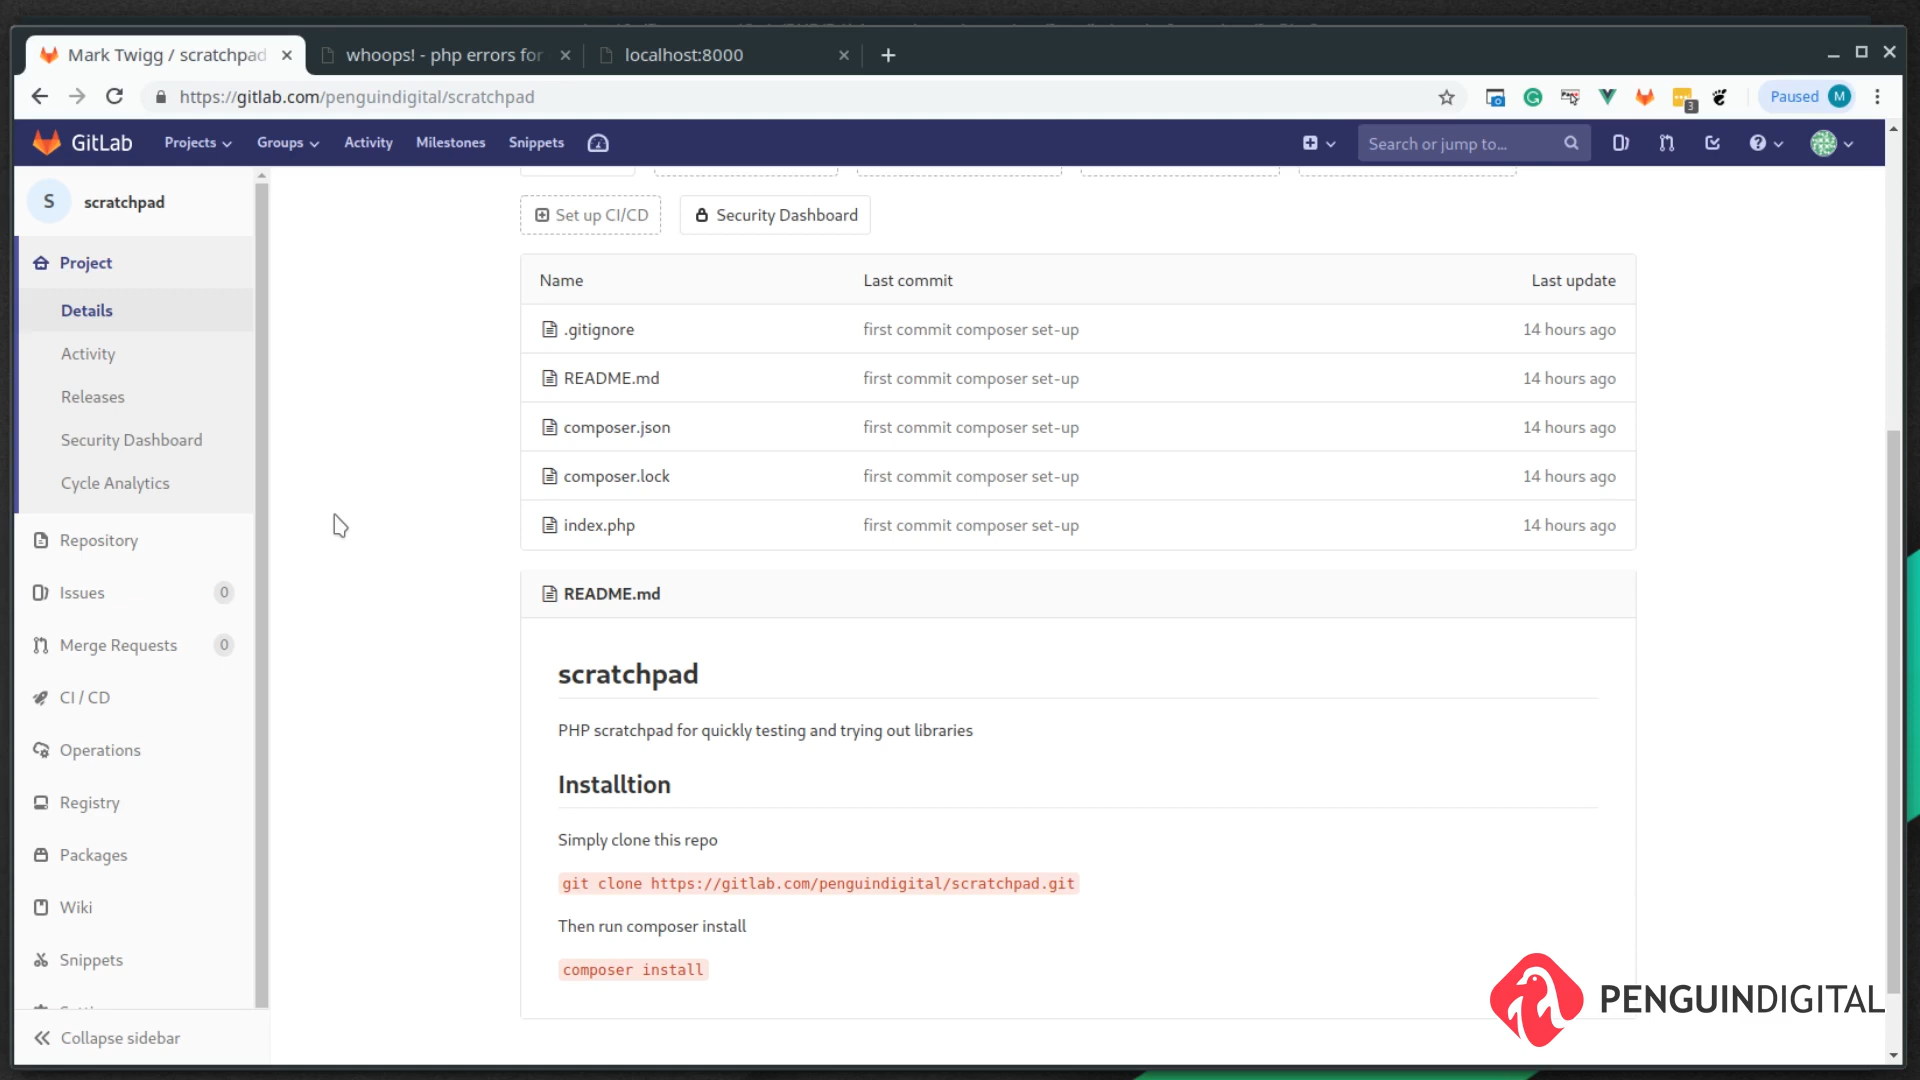 Mark Twigg / scratchpad
whoops! - php errors for
localhost:8000
https://gitlab.com/penguindigital/scratchpad
3
Paused M
GitLab
Projects
Groups
Activity
Milestones
Snippets
Search or jump to...
S scratchpad
Project
Details
Activity
Releases
Security Dashboard
Cycle Analytics
Repository
Issues 0
Merge Requests 0
CI / CD
Operations
Registry
Packages
Wiki
Snippets
Collapse sidebar
Set up CI/CD
Security Dashboard
Name Last commit Last update
.gitignore first commit composer set-up 14 hours ago
README.md first commit composer set-up 14 hours ago
composer.json first commit composer set-up 14 hours ago
composer.lock first commit composer set-up 14 hours ago
index.php first commit composer set-up 14 hours ago
README.md
scratchpad
PHP scratchpad for quickly testing and trying out libraries
Installtion
Simply clone this repo
git clone https://gitlab.com/penguindigital/scratchpad.git
Then run composer install
composer install
PENGUINDIGITAL